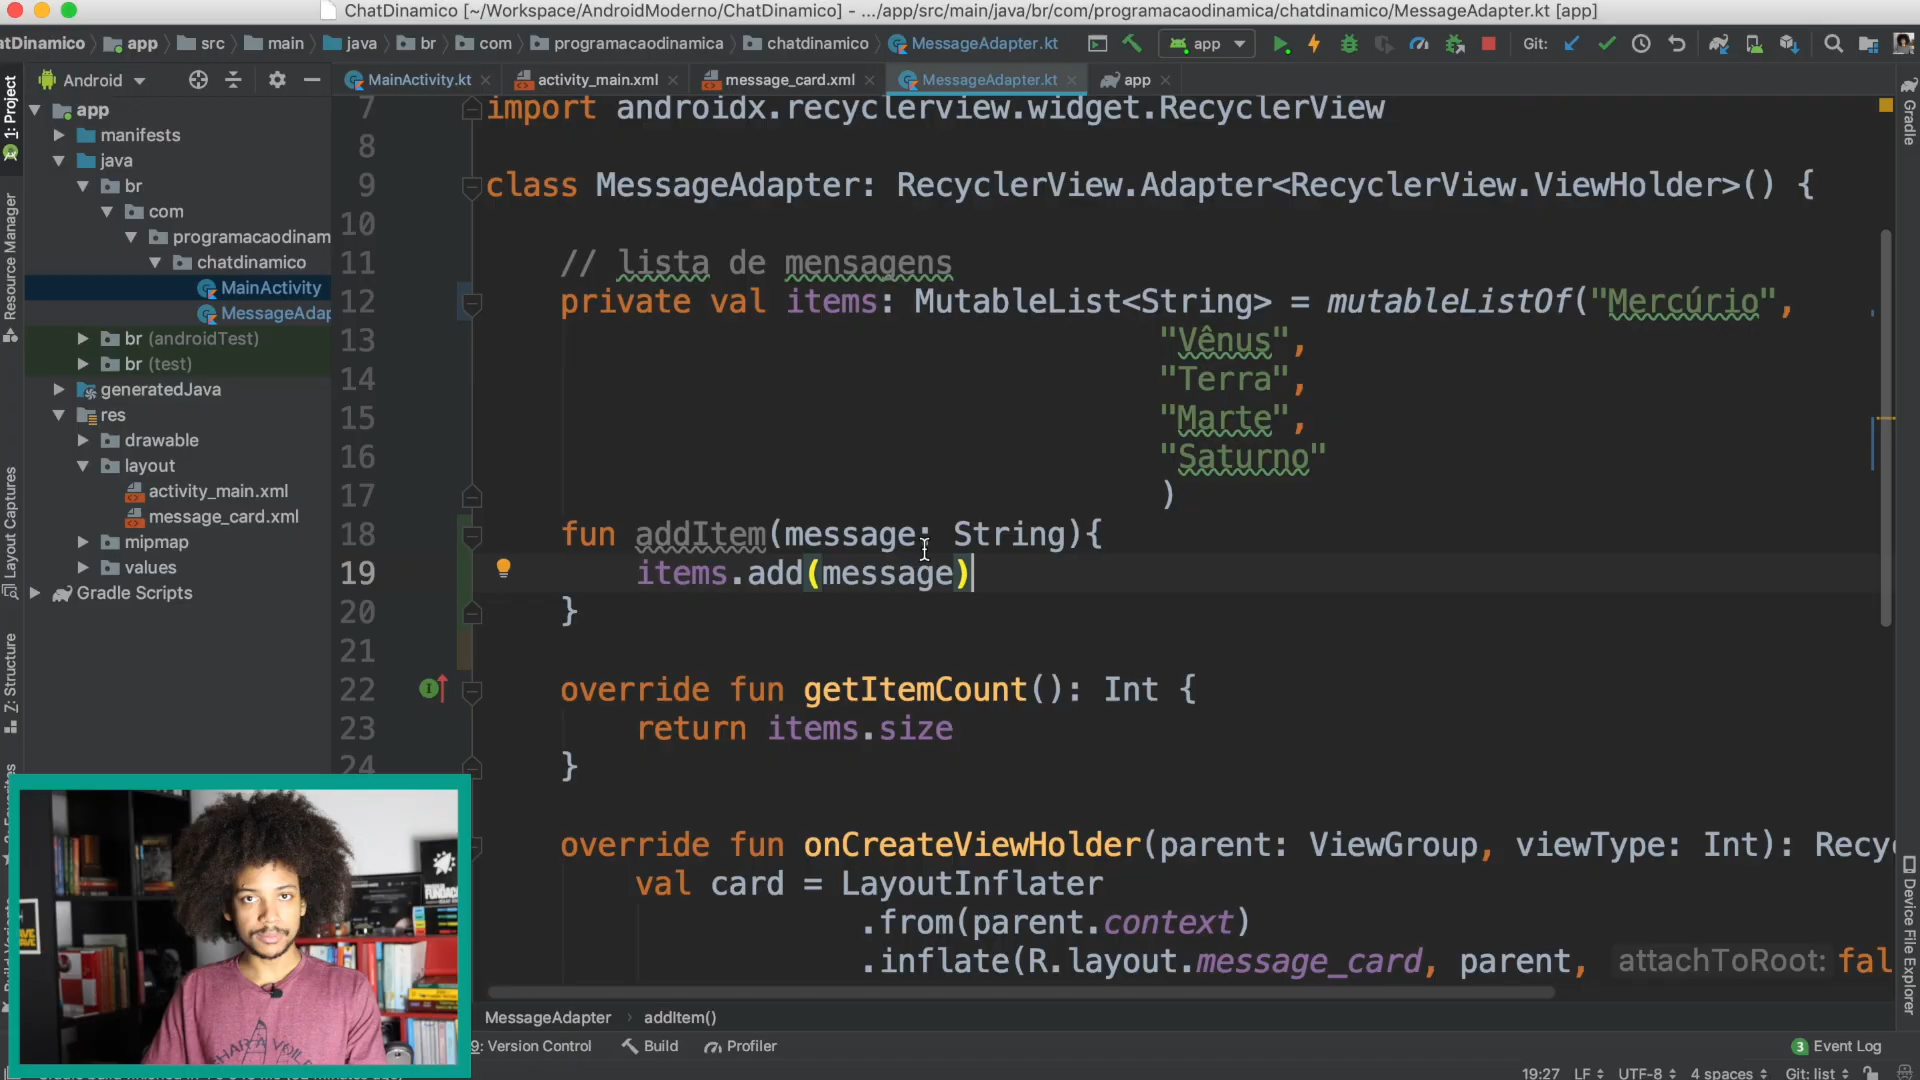 ChatDinamico [~/Workspace/AndroidModerno/ChatDinamico] - .../app/src/main/java/br/com/programacaodinamica/chatdinamico/MessageAdapter.kt [app]
app src main java br com programacaodinamica chatdinamico MessageAdapter.kt app Git:
Android MainActivity.kt activity_main.xml message_card.xml MessageAdapter.kt app
1: Project
Resource Manager
Layout Captures
Z: Structure
app
manifests
java
br
com
programacaodinam
chatdinamico
MainActivity
MessageAdap
br (androidTest)
br (test)
generatedJava
res
drawable
layout
activity_main.xml
message_card.xml
mipmap
values
Gradle Scripts
7 import androidx.recyclerview.widget.RecyclerView
8
9 class MessageAdapter: RecyclerView.Adapter<RecyclerView.ViewHolder>() {
10
11 // lista de mensagens
12 private val items: MutableList<String> = mutableListOf("Mercúrio",
13 "Vênus",
14 "Terra",
15 "Marte",
16 "Saturno"
17 )
18 fun addItem(message: String){
19 items.add(message)
20 }
21
22 override fun getItemCount(): Int {
23 return items.size
24 }
override fun onCreateViewHolder(parent: ViewGroup, viewType: Int): Recy
val card = LayoutInflater
.from(parent.context)
.inflate(R.layout.message_card, parent, attachToRoot: fal
MessageAdapter addItem()
9: Version Control Build Profiler 3 Event Log
19:27 LF UTF-8 4 spaces Git: list
Gradle
Device File Explorer